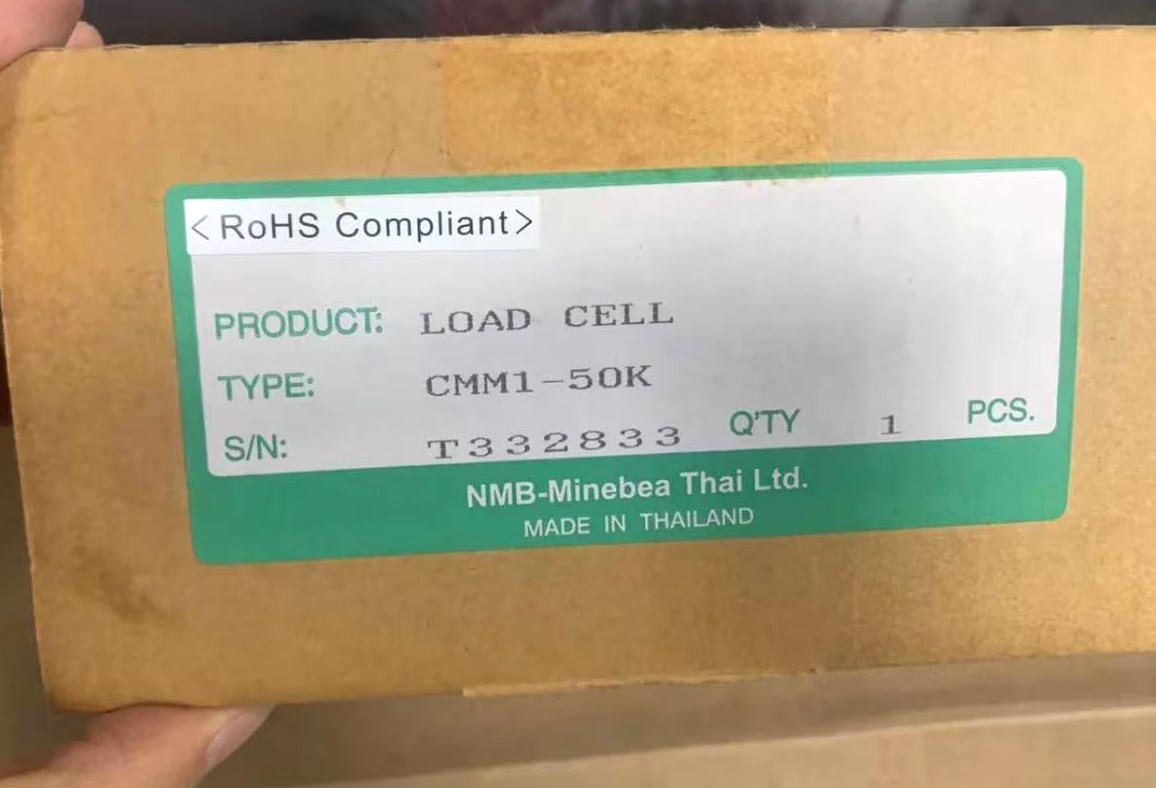 <RoHS Compliant>
PRODUCT: LOAD CELL
TYPE: CMM1-50K
S/N: T332833 Q'TY 1 PCS.
NMB-Minebea Thai Ltd.
MADE IN THAILAND